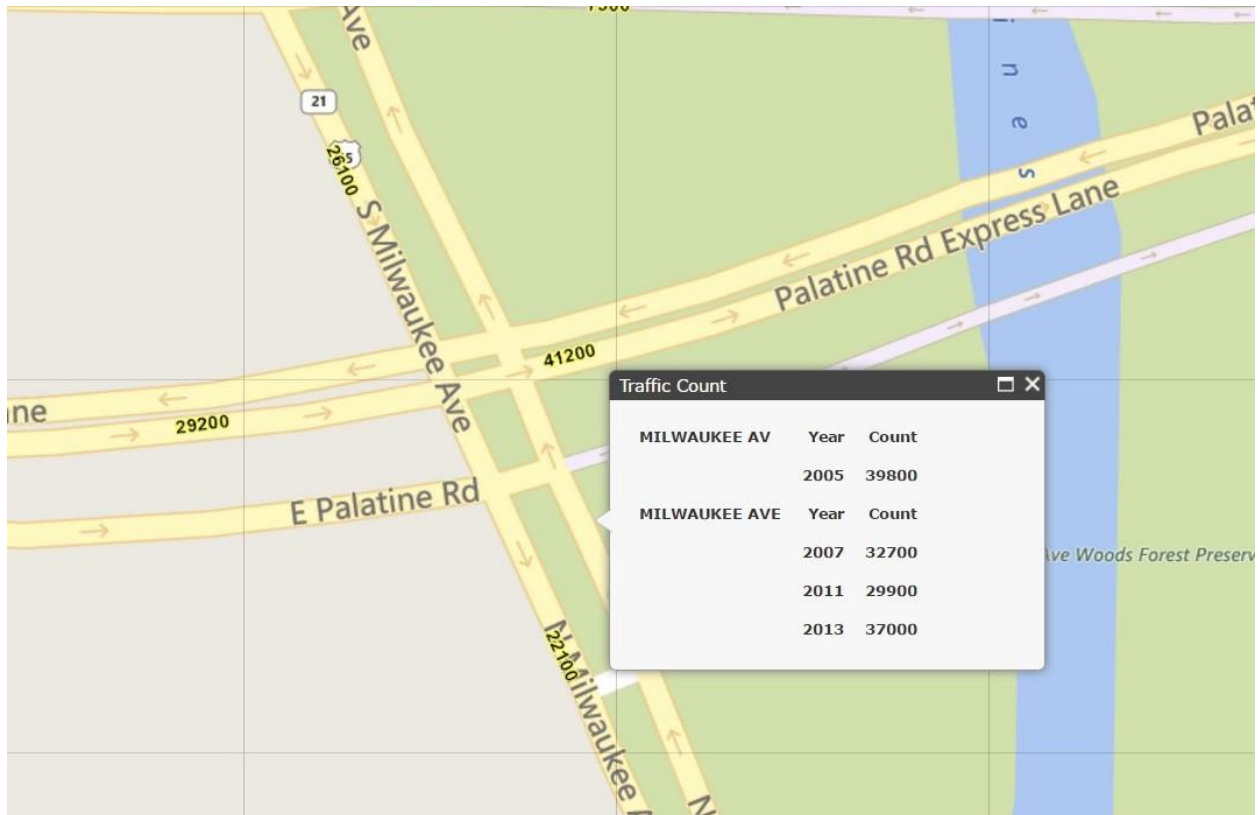 7300
Ave
21
i
n
e
s
Pala
26100
S Milwaukee Ave
Palatine Rd Express Lane
41200
ne
29200
E Palatine Rd
Traffic Count
MILWAUKEE AV Year Count
2005 39800
MILWAUKEE AVE Year Count
2007 32700
2011 29900
2013 37000
Ave Woods Forest Preserv
22100
N Milwaukee A
N